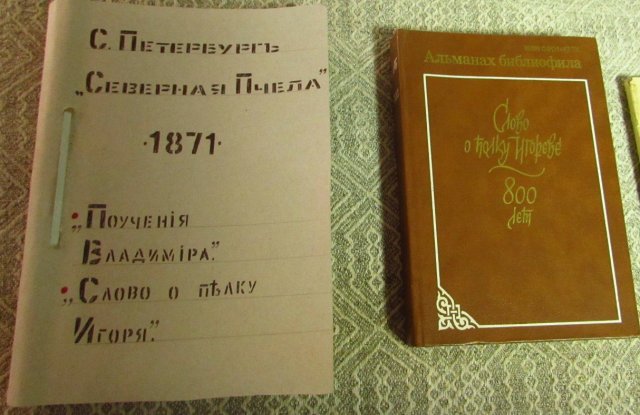 С. Петербургъ
„Северная Пчела”
·1871·
„Поученія
Владиміра”.
„Слово о пѣлку
Игоря”.
Альманах библиофила
Слово
о полку Игореве
800
лет